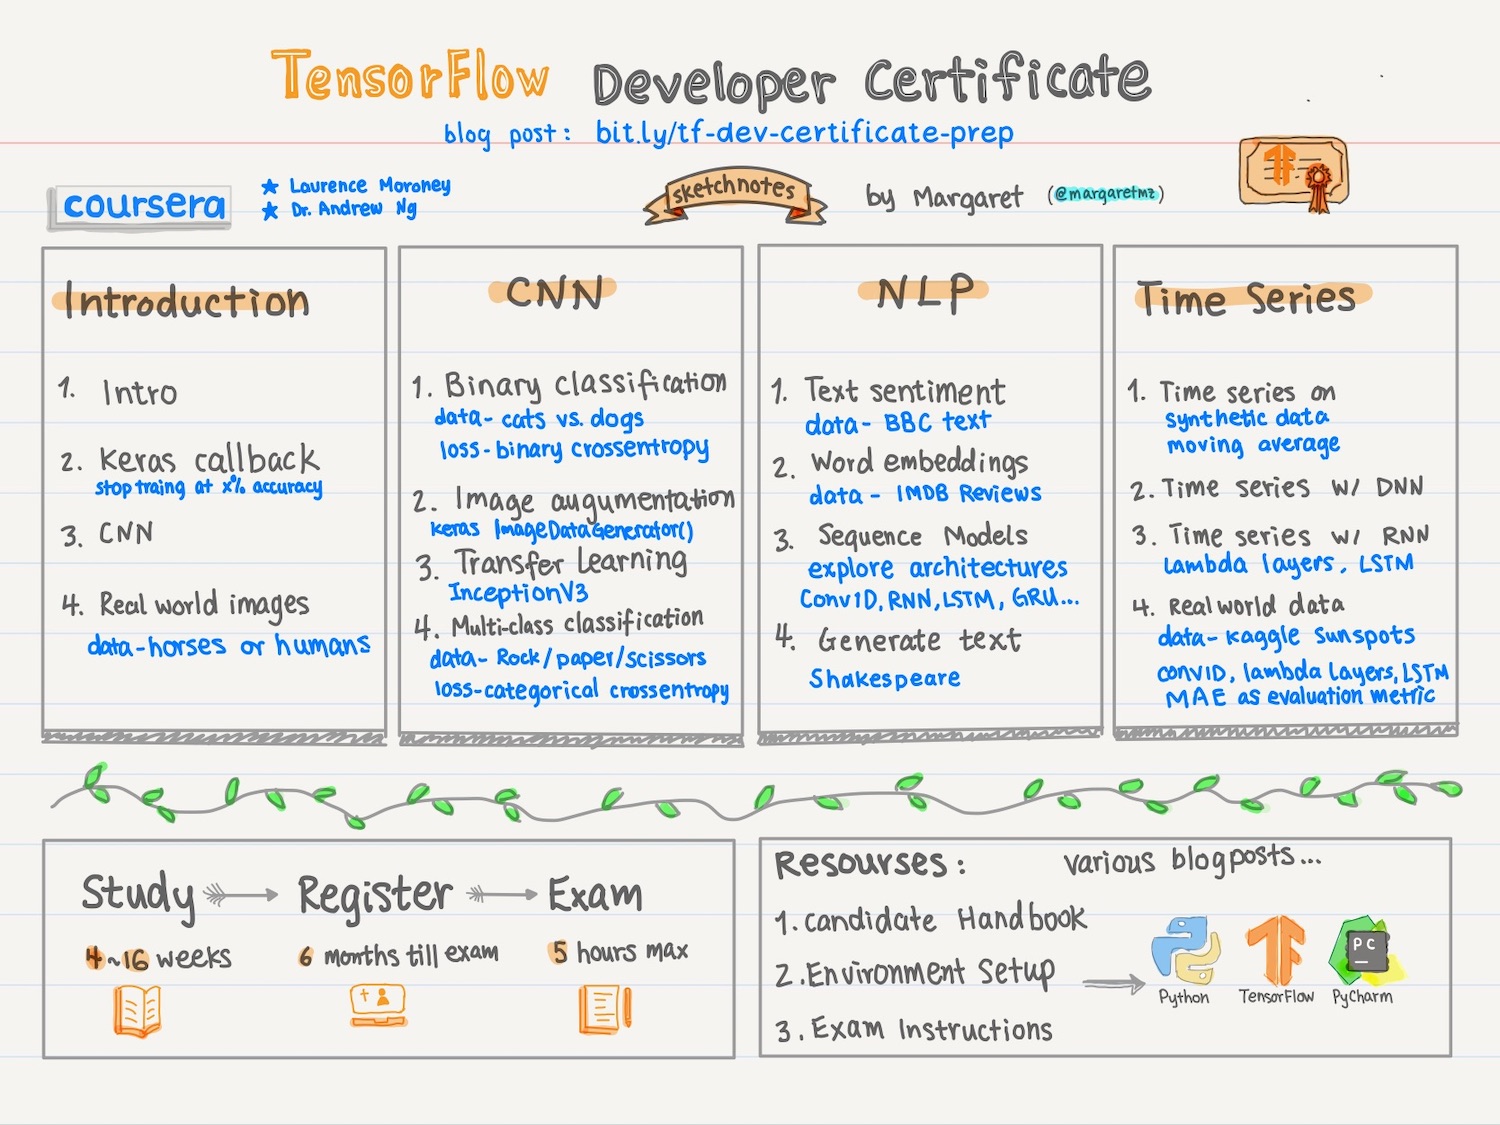 TensorFlow Developer Certificate
blog post: bit.ly/tf-dev-certificate-prep
coursera
★ Laurence Moroney
★ Dr. Andrew Ng
sketchnotes
by Margaret (@margaretmz)
Introduction
1. Intro
2. Keras callback
stop traing at x% accuracy
3. CNN
4. Real world images
data-horses or humans
CNN
1. Binary classification
data- cats vs. dogs
loss-binary crossentropy
2. Image augumentation
keras ImageDataGenerator()
3. Transfer Learning
InceptionV3
4. Multi-class classification
data- Rock/paper/scissors
loss-categorical crossentropy
NLP
1. Text sentiment
data- BBC text
2. Word embeddings
data - IMDB Reviews
3. Sequence Models
explore architectures
Conv1D, RNN, LSTM, GRU...
4. Generate text
Shakespeare
Time Series
1. Time series on
synthetic data
moving average
2. Time series w/ DNN
3. Time series w/ RNN
lambda layers, LSTM
4. Real world data
data- kaggle sunspots
conv1D, lambda layers, LSTM
MAE as evaluation metric
Study Register Exam
4~16 weeks
6 months till exam
5 hours max
Resourses: various blogposts...
1. Candidate Handbook
2. Environment Setup
3. Exam Instructions
PC
Python
TensorFlow
PyCharm